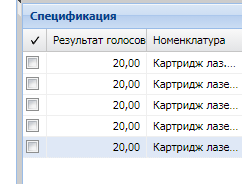 Спецификация
✓ Результат голосов Номенклатура
20,00 Картридж лаз....
20,00 Картридж лазе...
20,00 Картридж лазе...
20,00 Картридж лазе...
20,00 Картридж лазе...